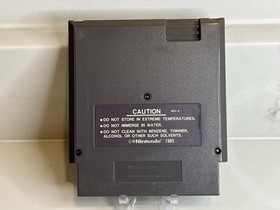 CAUTION
REV-A
•DO NOT STORE IN EXTREME TEMPERATURES.
•DO NOT IMMERSE IN WATER.
•DO NOT CLEAN WITH BENZENE, THINNER,
ALCOHOL OR OTHER SUCH SOLVENTS.
©®Nintendo 1985